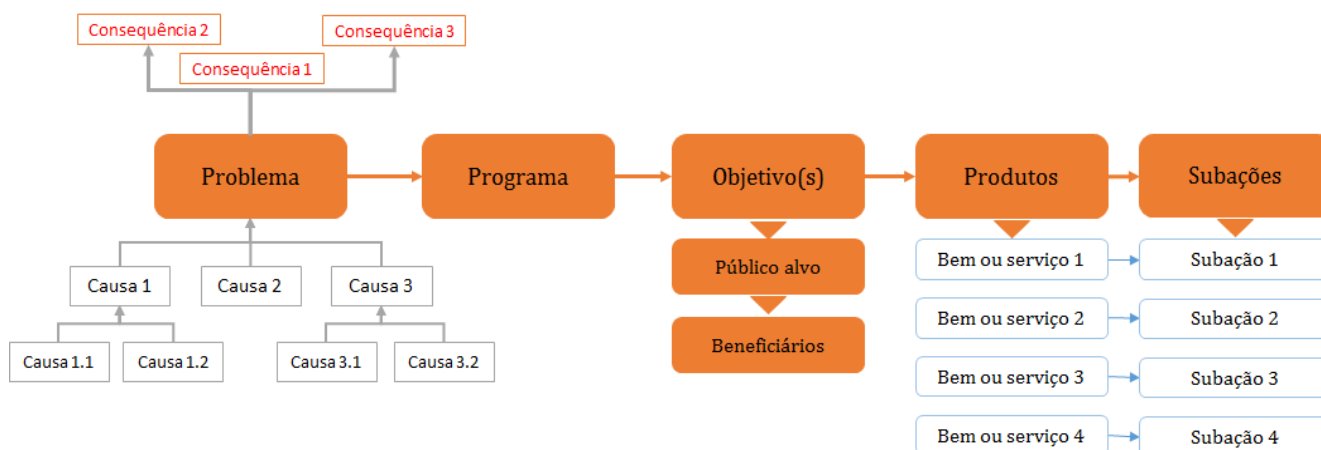 Consequência 2
Consequência 3
Consequência 1
Problema
Programa
Objetivo(s)
Produtos
Subações
Público alvo
Beneficiários
Causa 1
Causa 2
Causa 3
Causa 1.1
Causa 1.2
Causa 3.1
Causa 3.2
Bem ou serviço 1
Subação 1
Bem ou serviço 2
Subação 2
Bem ou serviço 3
Subação 3
Bem ou serviço 4
Subação 4